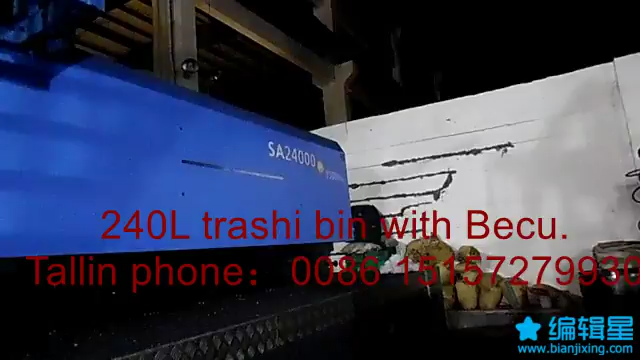 SA24000
240L trashi bin with Becu.
Tallin phone： 0086 15157279930
编辑星
www.bianjixing.com